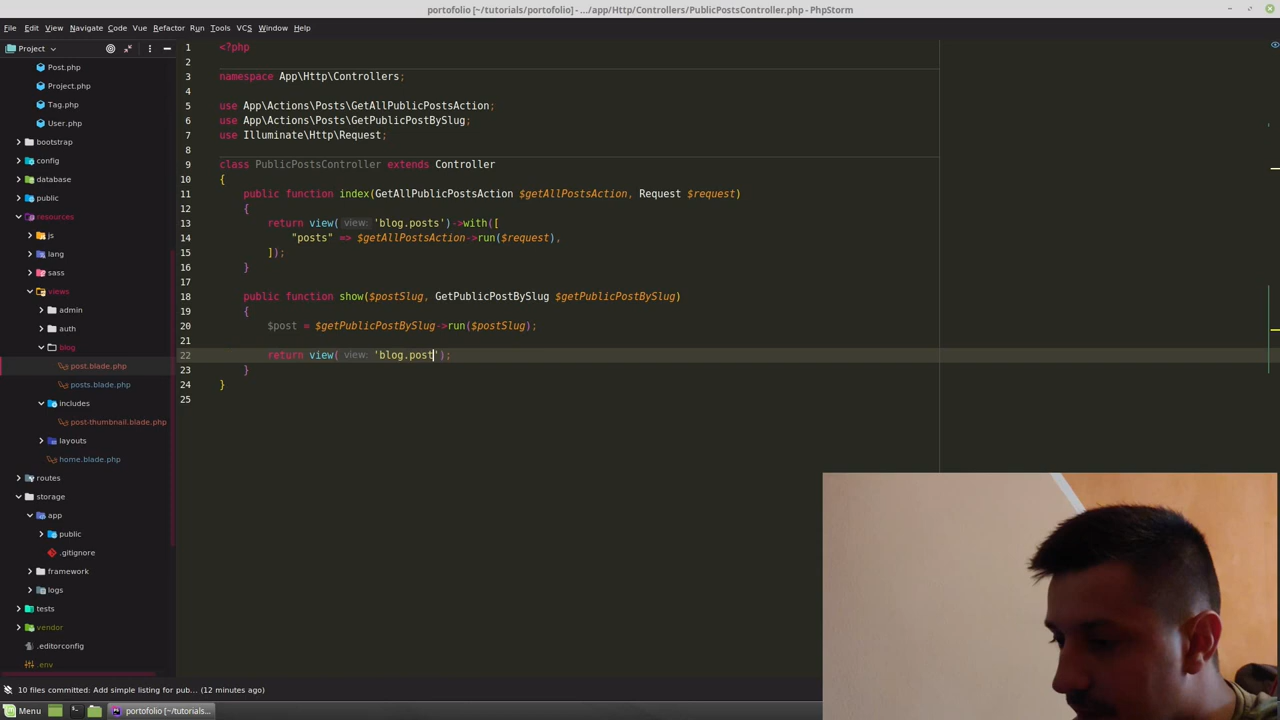 portofolio [~/tutorials/portofolio] - .../app/Http/Controllers/PublicPostsController.php - PhpStorm
File Edit View Navigate Code Vue Refactor Run Tools VCS Window Help
Project
Post.php
Project.php
Tag.php
User.php
bootstrap
config
database
public
resources
js
lang
sass
views
admin
auth
blog
post.blade.php
posts.blade.php
includes
post-thumbnail.blade.php
layouts
home.blade.php
routes
storage
app
public
.gitignore
framework
logs
tests
vendor
.editorconfig
.env
1 <?php
2
3 namespace App\Http\Controllers;
4
5 use App\Actions\Posts\GetAllPublicPostsAction;
6 use App\Actions\Posts\GetPublicPostBySlug;
7 use Illuminate\Http\Request;
8
9 class PublicPostsController extends Controller
10 {
11 public function index(GetAllPublicPostsAction $getAllPostsAction, Request $request)
12 {
13 return view( view: 'blog.posts')->with([
14 "posts" => $getAllPostsAction->run($request),
15 ]);
16 }
17
18 public function show($postSlug, GetPublicPostBySlug $getPublicPostBySlug)
19 {
20 $post = $getPublicPostBySlug->run($postSlug);
21
22 return view( view: 'blog.post');
23 }
24 }
25
10 files committed: Add simple listing for pub... (12 minutes ago)
Menu
portofolio [~/tutorials...